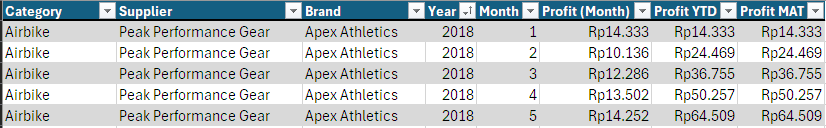 Category Supplier Brand Year Month Profit (Month) Profit YTD Profit MAT
Airbike Peak Performance Gear Apex Athletics 2018 1 Rp14.333 Rp14.333 Rp14.333
Airbike Peak Performance Gear Apex Athletics 2018 2 Rp10.136 Rp24.469 Rp24.469
Airbike Peak Performance Gear Apex Athletics 2018 3 Rp12.286 Rp36.755 Rp36.755
Airbike Peak Performance Gear Apex Athletics 2018 4 Rp13.502 Rp50.257 Rp50.257
Airbike Peak Performance Gear Apex Athletics 2018 5 Rp14.252 Rp64.509 Rp64.509